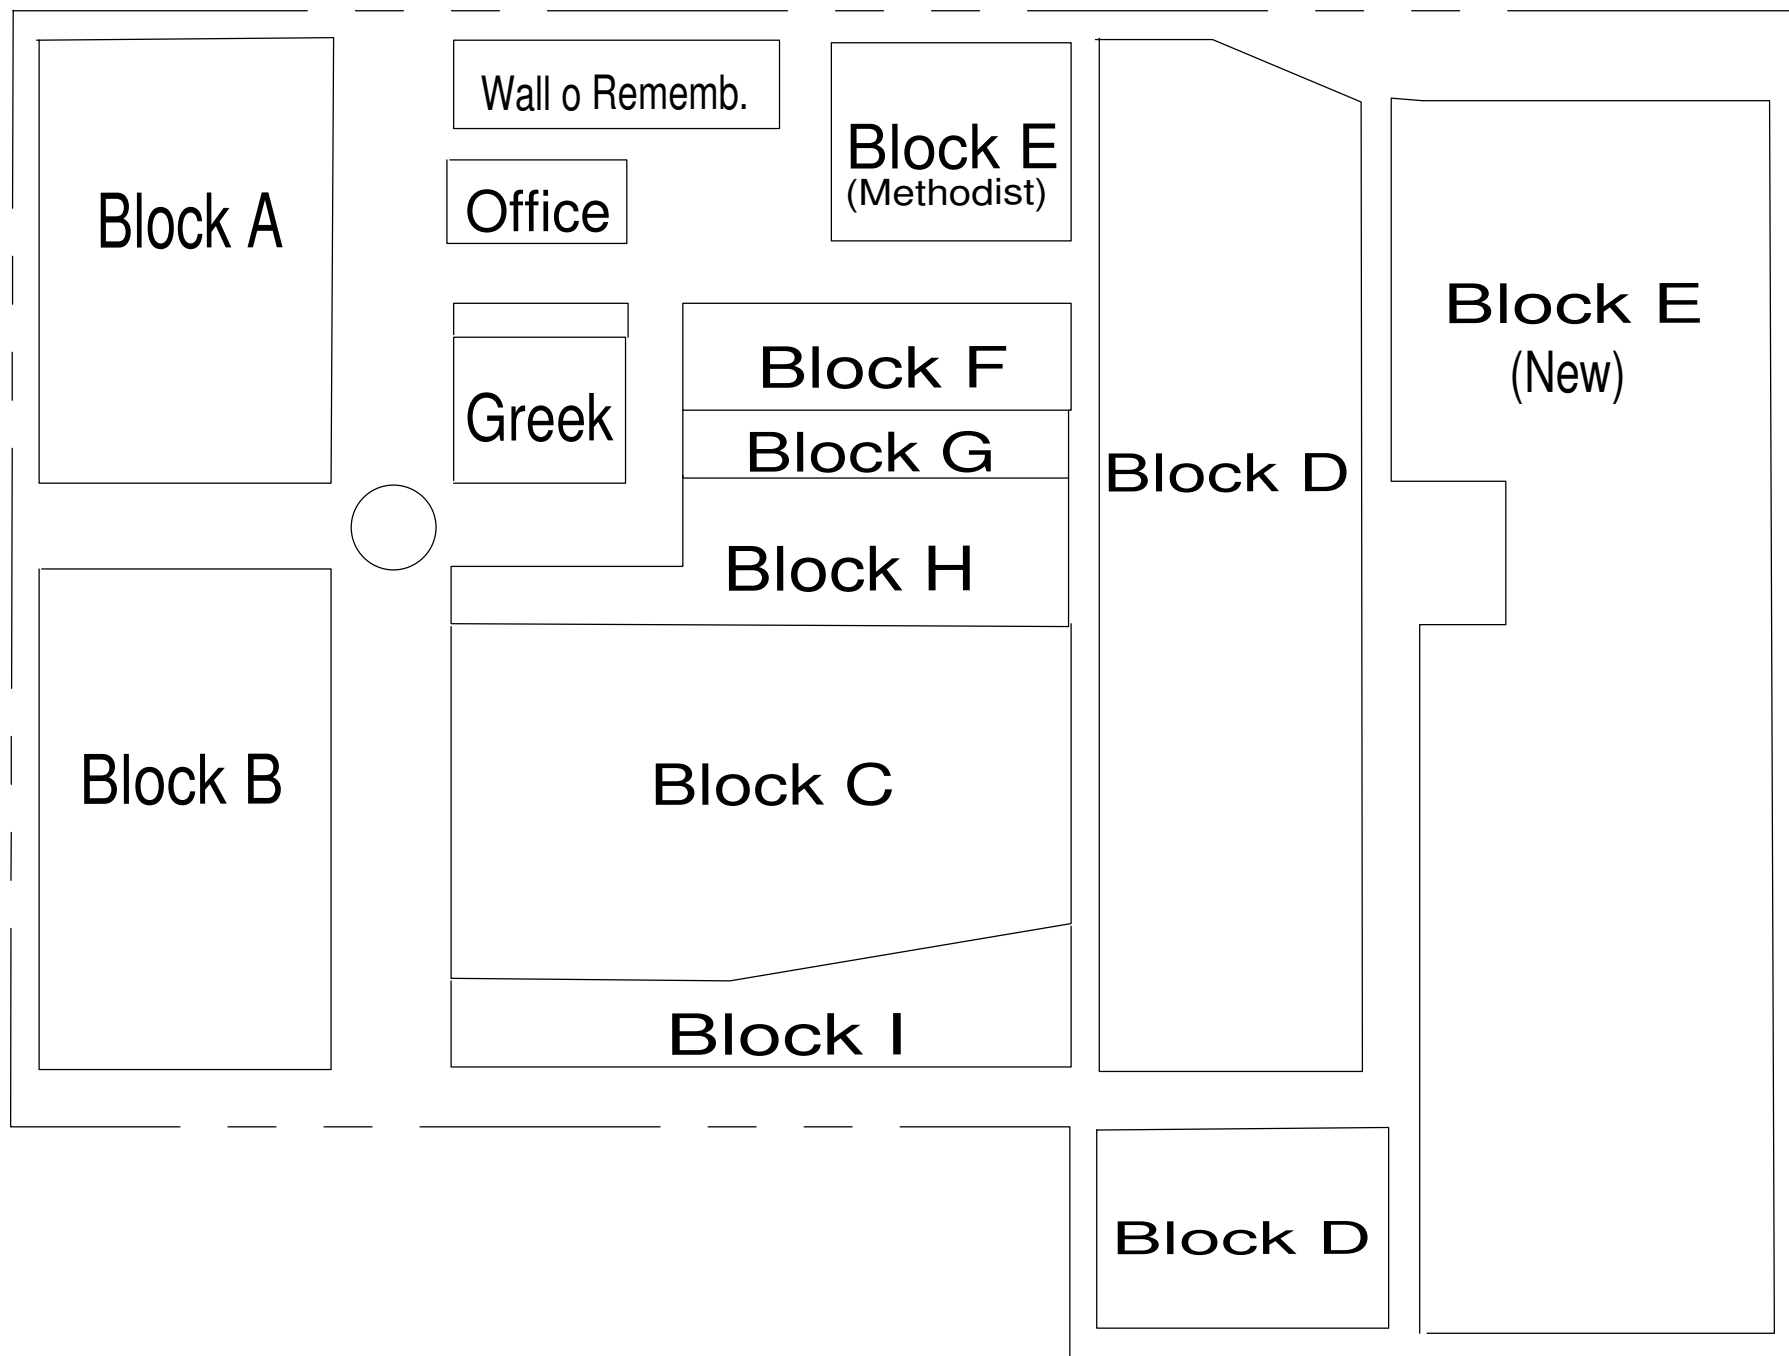 Wall o Rememb.
Block E
(Methodist)
Block A
Office
Block E
(New)
Block F
Greek
Block G
Block D
Block H
Block B
Block C
Block I
Block D